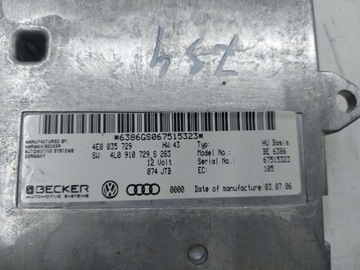 734
*6386GS067515323*
MANUFACTURED BY: HARMAN/BECKER AUTOMOTIVE SYSTEMS GERMANY
4E0 035 729 HW:43 Typ: HU Basis
SW: 4L0 910 729 S 263 Model: BE 6386
12 Volt Serial No.: 67515323
074 JTB EC: 105
BECKER AUTOMOTIVE SYSTEMS 0000 Date of manufacture: 03.07.06